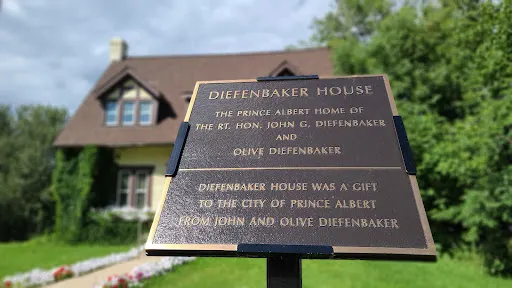 DIEFENBAKER HOUSE
THE PRINCE ALBERT HOME OF
THE RT. HON. JOHN G. DIEFENBAKER
AND
OLIVE DIEFENBAKER
DIEFENBAKER HOUSE WAS A GIFT
TO THE CITY OF PRINCE ALBERT
FROM JOHN AND OLIVE DIEFENBAKER